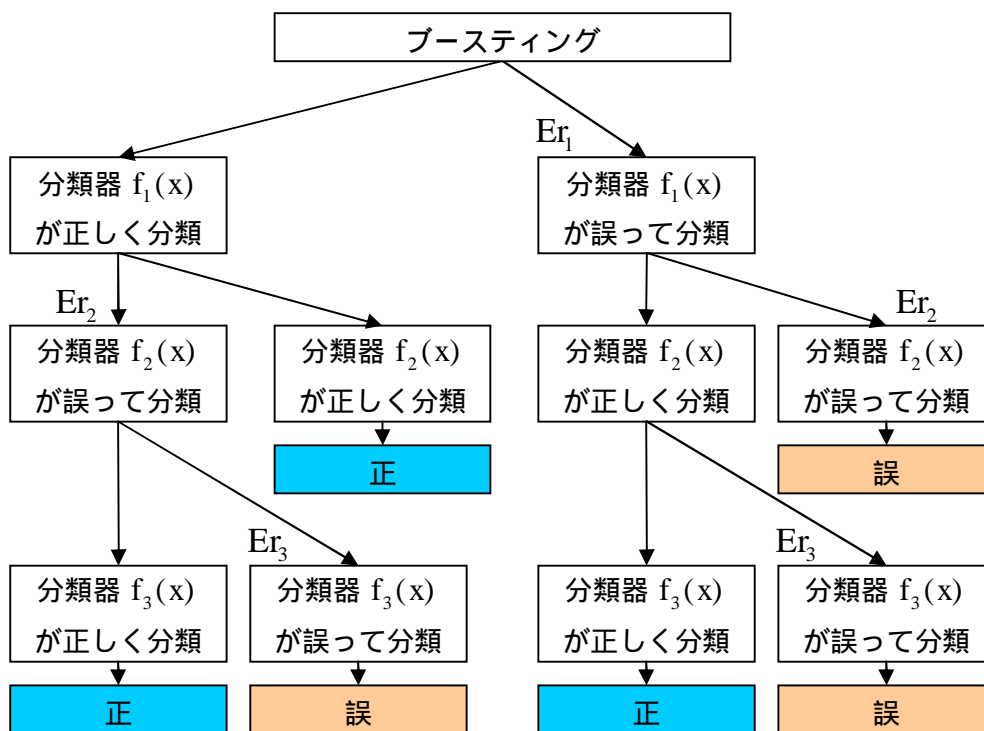 ブースティング
Er₁
分類器 f₁(x)
が正しく分類
分類器 f₁(x)
が誤って分類
Er₂
Er₂
分類器 f₂(x)
が誤って分類
分類器 f₂(x)
が正しく分類
分類器 f₂(x)
が正しく分類
分類器 f₂(x)
が誤って分類
正
誤
Er₃
Er₃
分類器 f₃(x)
が正しく分類
分類器 f₃(x)
が誤って分類
分類器 f₃(x)
が正しく分類
分類器 f₃(x)
が誤って分類
正
誤
正
誤